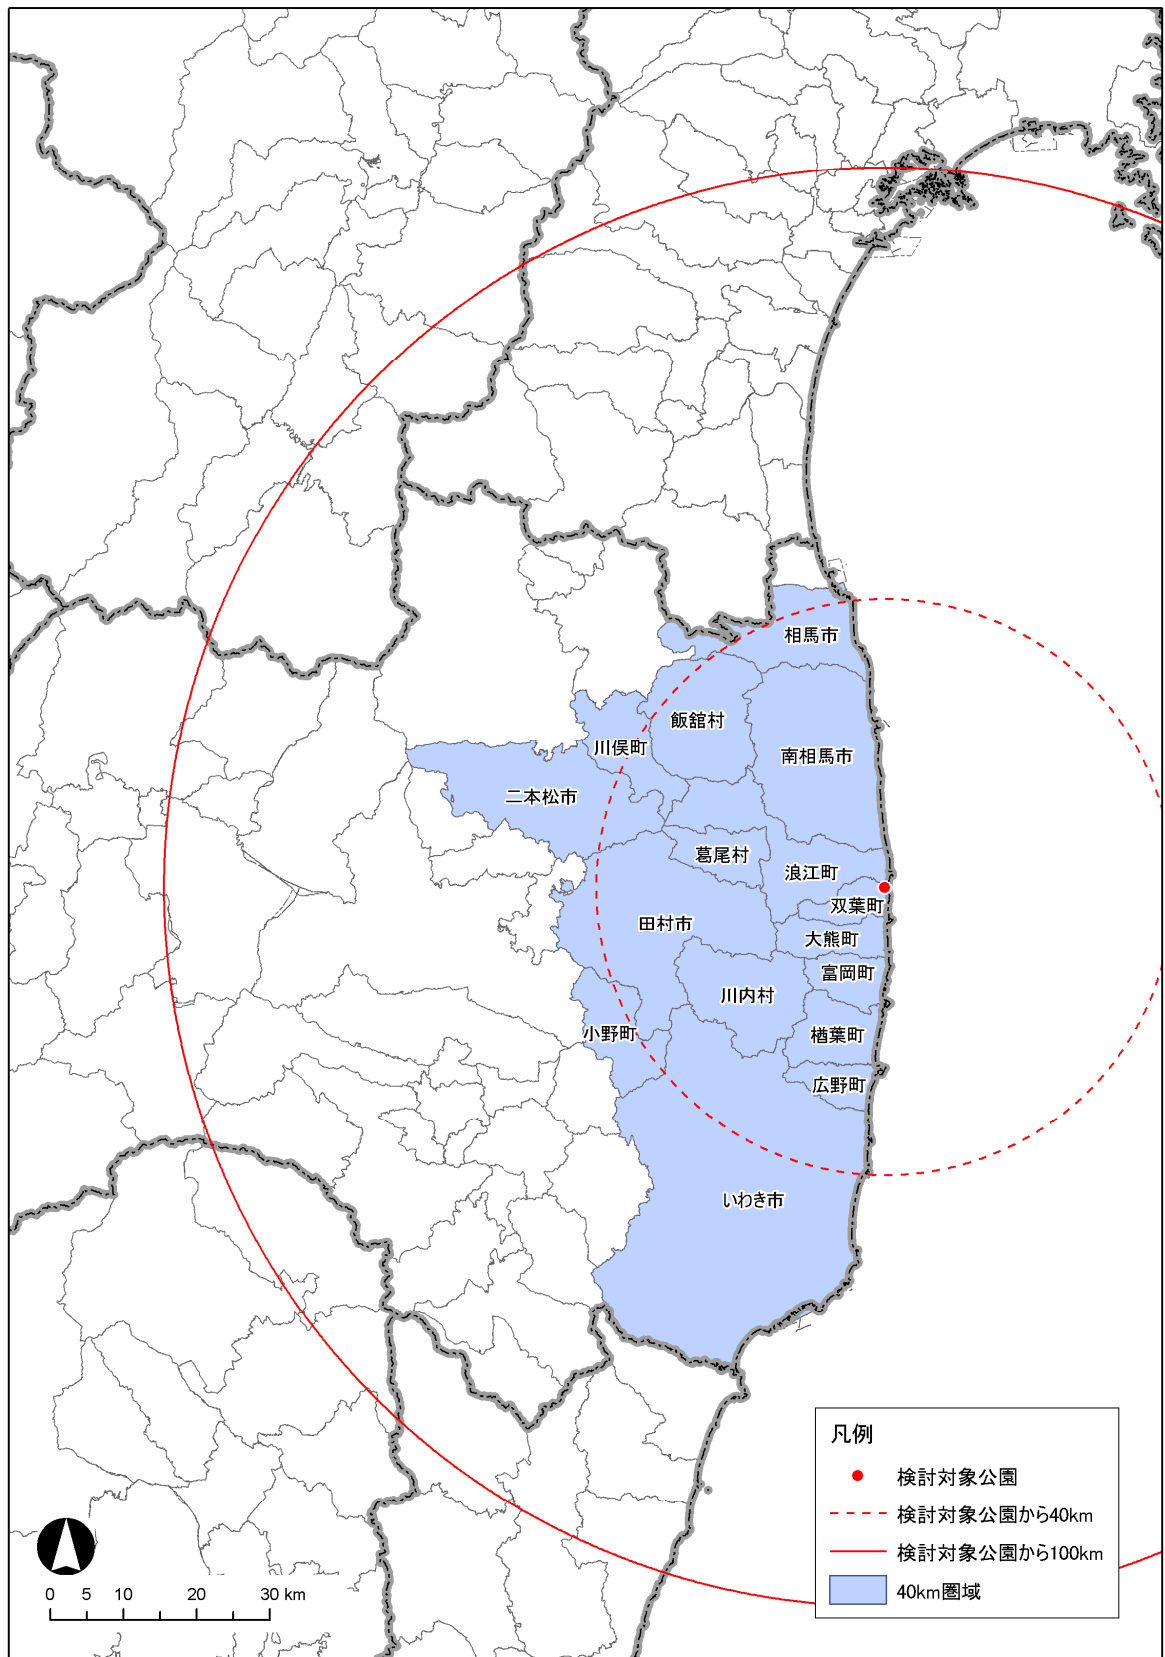 相馬市
飯舘村
川俣町
南相馬市
二本松市
葛尾村
浪江町
双葉町
田村市
大熊町
富岡町
川内村
小野町
楢葉町
広野町
いわき市
凡例
検討対象公園
検討対象公園から40km
検討対象公園から100km
40km圏域
0 5 10 20 30 km